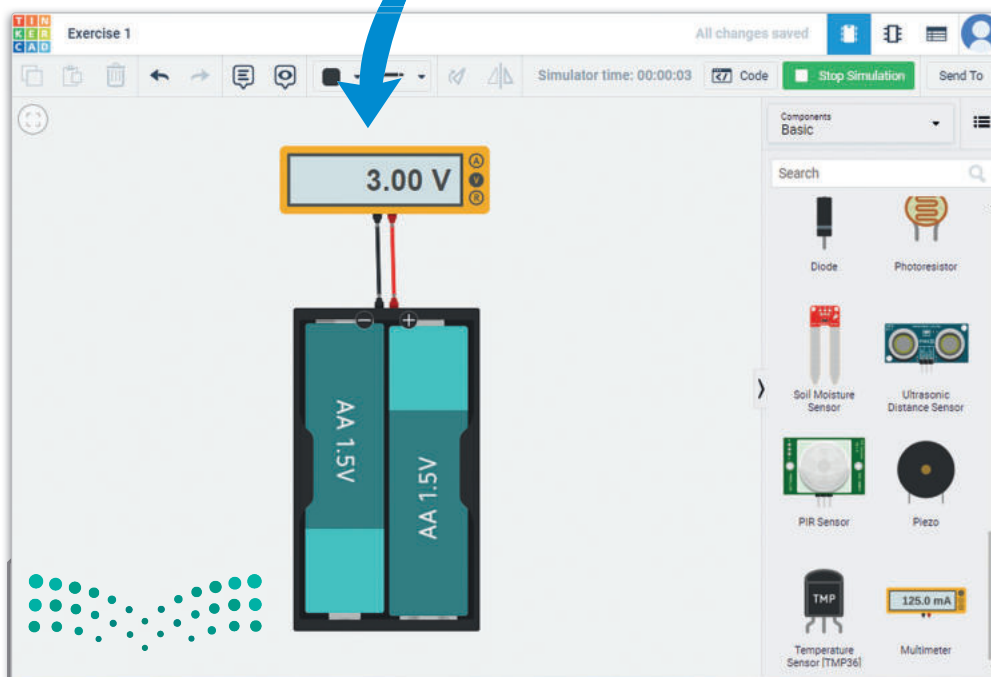 TIN
KER
CAD
Exercise 1
All changes saved
Simulator time: 00:00:03
Code
Stop Simulation
Send To
Components
Basic
Search
3.00 V
A
V
R
Diode
Photoresistor
Soil Moisture
Sensor
Ultrasonic
Distance Sensor
PIR Sensor
Piezo
TMP
125.0 mA
Temperature
Sensor [TMP36]
Multimeter
− +
AA 1.5V
AA 1.5V